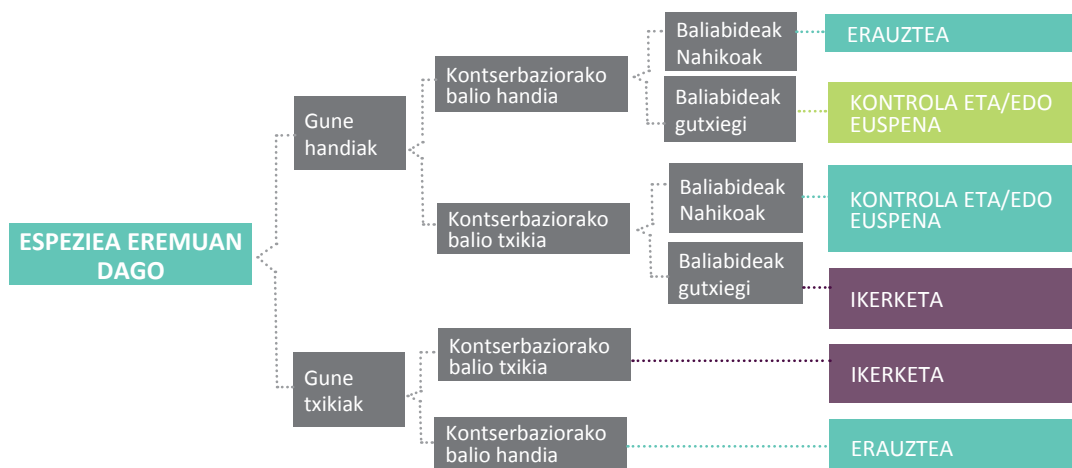 ESPEZIEA EREMUAN
DAGO
Gune
handiak
Kontserbaziorako
balio handia
Baliabideak
Nahikoak
ERAUZTEA
Baliabideak
gutxiegi
KONTROLA ETA/EDO
EUSPENA
Kontserbaziorako
balio txikia
Baliabideak
Nahikoak
KONTROLA ETA/EDO
EUSPENA
Baliabideak
gutxiegi
IKERKETA
Gune
txikiak
Kontserbaziorako
balio txikia
IKERKETA
Kontserbaziorako
balio handia
ERAUZTEA